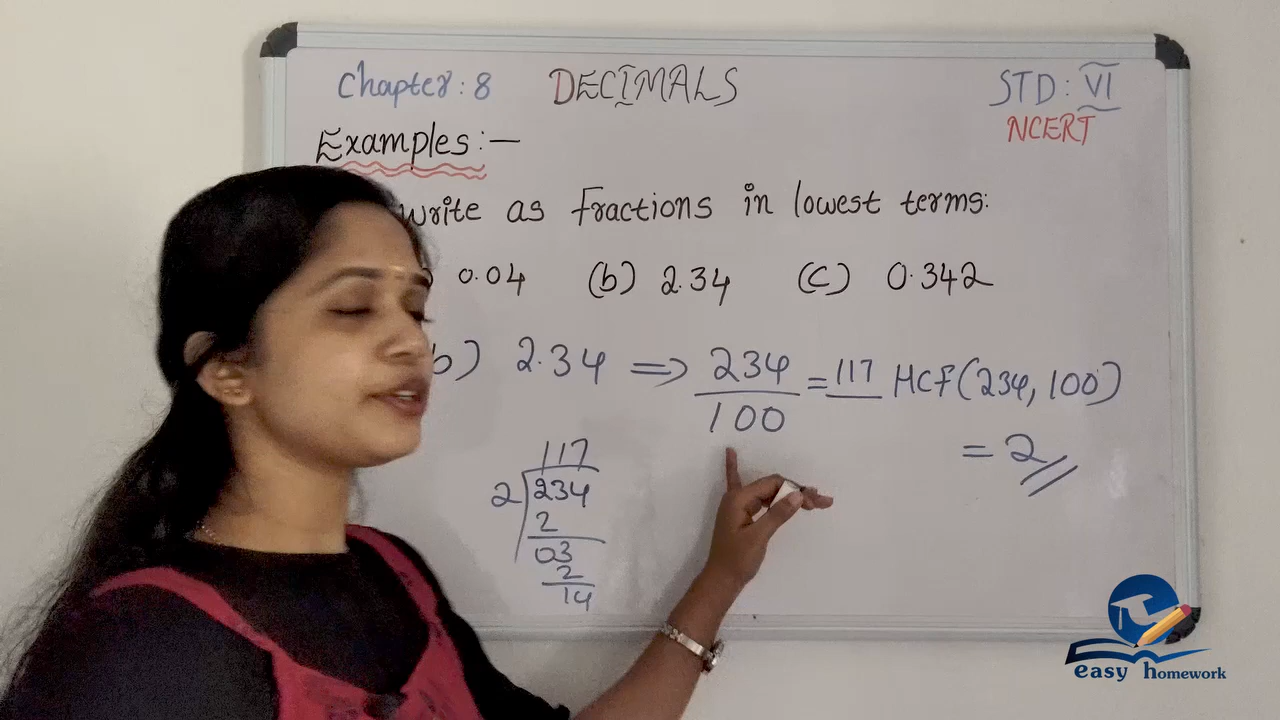 Chapter: 8 DECIMALS STD: VI
NCERT
Examples:—
write as fractions in lowest terms:
0.04 (b) 2.34 (c) 0.342
b) 2.34 ⇒ 234/100 = 117 HCF(234, 100)
= 2//
117
2 234
2
03
2
14
easy homework